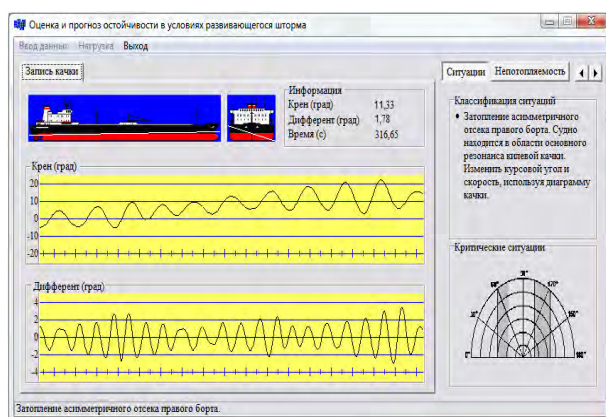 Оценка и прогноз остойчивости в условиях развивающегося шторма
Ввод данных Нагрузка Выход
Запись качки
Информация
Крен (град) 11,33
Дифферент (град) 1,78
Время (с) 316,65
Крен (град)
20
10
0
-10
-20
Дифферент (град)
4
2
0
-2
-4
Ситуации Непотопляемость
Классификация ситуаций
• Затопление асимметричного
отсека правого борта. Судно
находится в области основного
резонанса килевой качки.
Изменить курсовой угол и
скорость, используя диаграмму
качки.
Критические ситуации
Затопление асимметричного отсека правого борта.